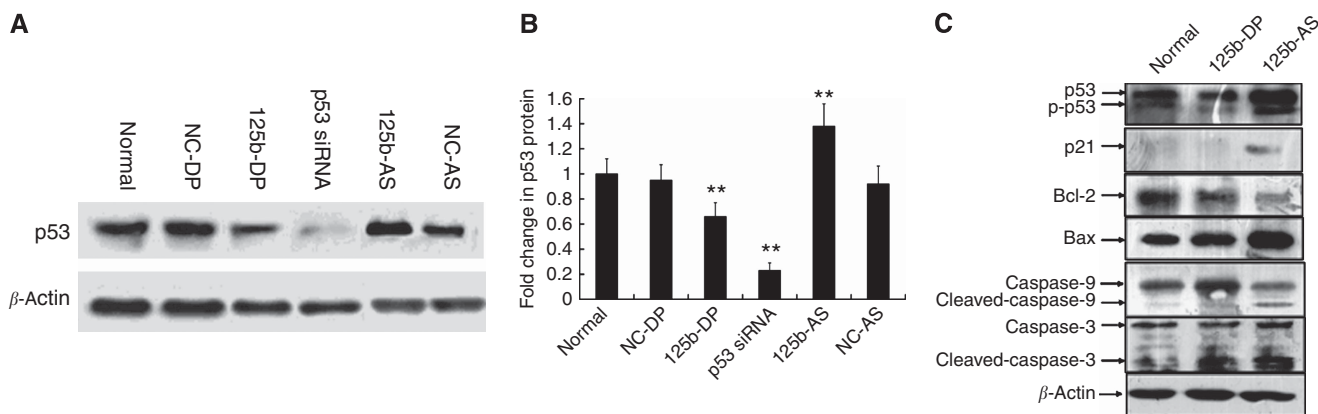 A
Normal
NC-DP
125b-DP
p53 siRNA
125b-AS
NC-AS
p53
β-Actin
B
Fold change in p53 protein
1.6
1.4
1.2
1
0.8
0.6
0.4
0.2
0
**
**
**
Normal
NC-DP
125b-DP
p53 siRNA
125b-AS
NC-AS
C
Normal
125b-DP
125b-AS
p53
p-p53
p21
Bcl-2
Bax
Caspase-9
Cleaved-caspase-9
Caspase-3
Cleaved-caspase-3
β-Actin